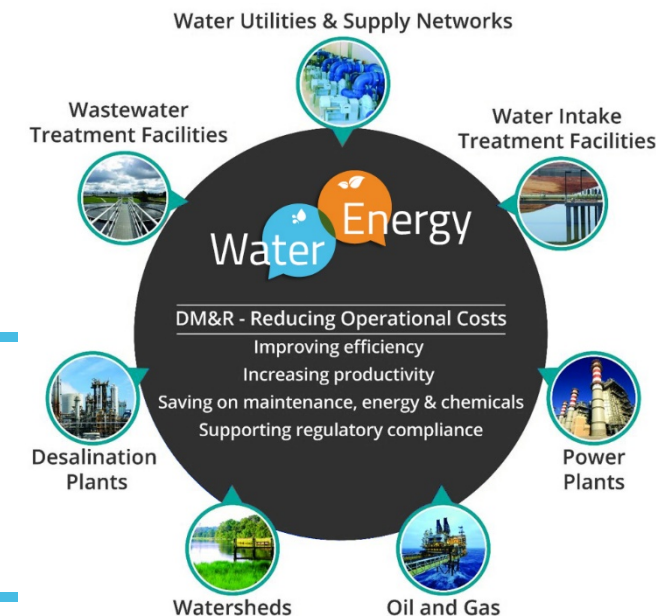 Water Utilities & Supply Networks
Wastewater
Treatment Facilities
Water Intake
Treatment Facilities
Water
Energy
DM&R - Reducing Operational Costs
Improving efficiency
Increasing productivity
Saving on maintenance, energy & chemicals
Supporting regulatory compliance
Desalination
Plants
Power
Plants
Watersheds
Oil and Gas